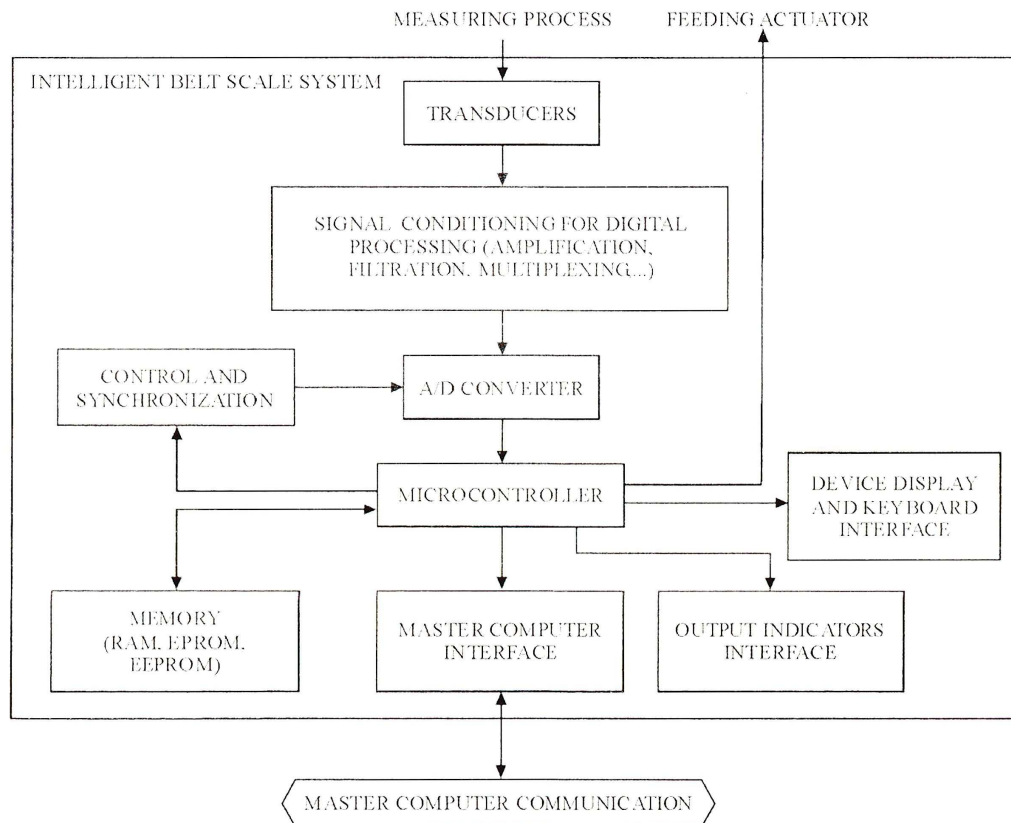 MEASURING PROCESS
FEEDING ACTUATOR
INTELLIGENT BELT SCALE SYSTEM
TRANSDUCERS
SIGNAL CONDITIONING FOR DIGITAL
PROCESSING (AMPLIFICATION,
FILTRATION, MULTIPLEXING...)
CONTROL AND
SYNCHRONIZATION
A/D CONVERTER
MICROCONTROLLER
DEVICE DISPLAY
AND KEYBOARD
INTERFACE
MEMORY
(RAM, EPROM,
EEPROM)
MASTER COMPUTER
INTERFACE
OUTPUT INDICATORS
INTERFACE
MASTER COMPUTER COMMUNICATION